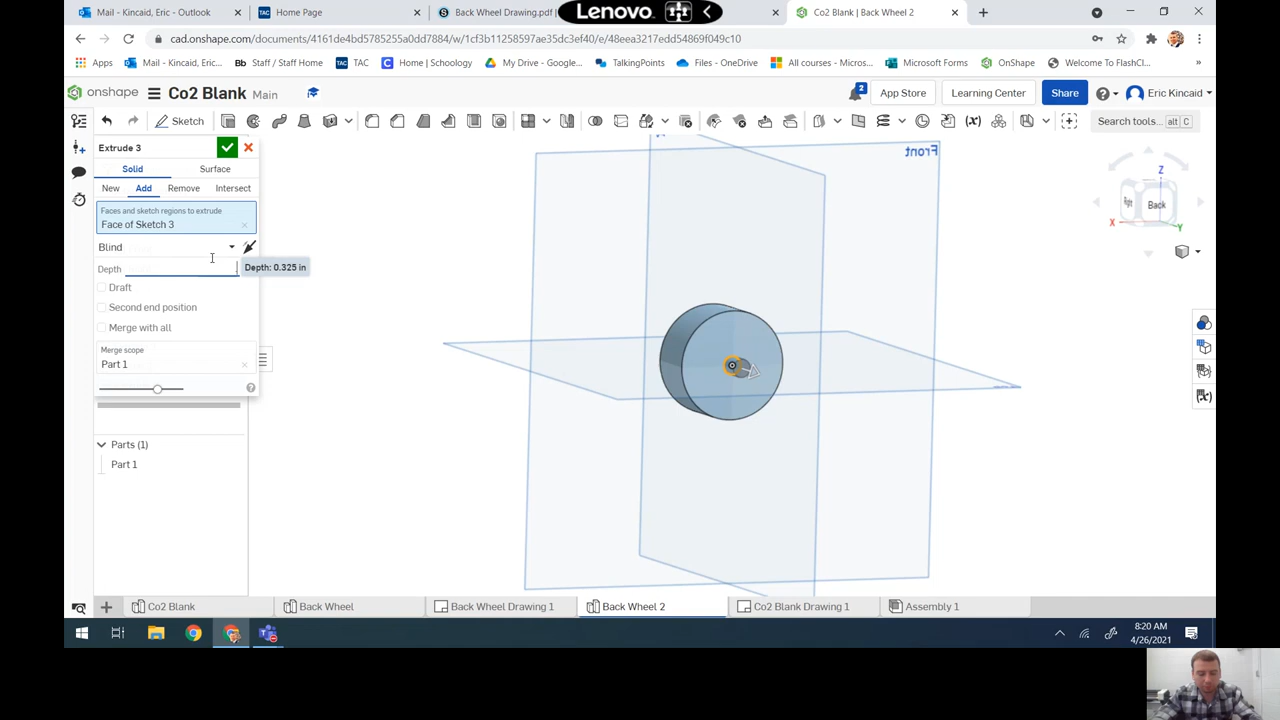 Mail - Kincaid, Eric - Outlook
Home Page
Back Wheel Drawing.pdf
Lenovo
Co2 Blank | Back Wheel 2
cad.onshape.com/documents/4161de4bd5785255a0dd7884/w/1cf3b11258597ae35dc3ef40/e/48eea3217edd54869f049c10
Apps
Mail - Kincaid, Eric...
Staff / Staff Home
TAC
Home | Schoology
My Drive - Google...
TalkingPoints
Files - OneDrive
All courses - Micros...
Microsoft Forms
OnShape
Welcome To FlashCl...
onshape
Co2 Blank Main
2
App Store
Learning Center
Share
Eric Kincaid
Sketch
Search tools... alt C
Extrude 3
Solid
Surface
New
Add
Remove
Intersect
Faces and sketch regions to extrude
Face of Sketch 3
Blind
Depth
Depth: 0.325 in
Draft
Second end position
Merge with all
Merge scope
Part 1
Parts (1)
Part 1
Front
Z
Back
X
Y
Co2 Blank
Back Wheel
Back Wheel Drawing 1
Back Wheel 2
Co2 Blank Drawing 1
Assembly 1
8:20 AM
4/26/2021